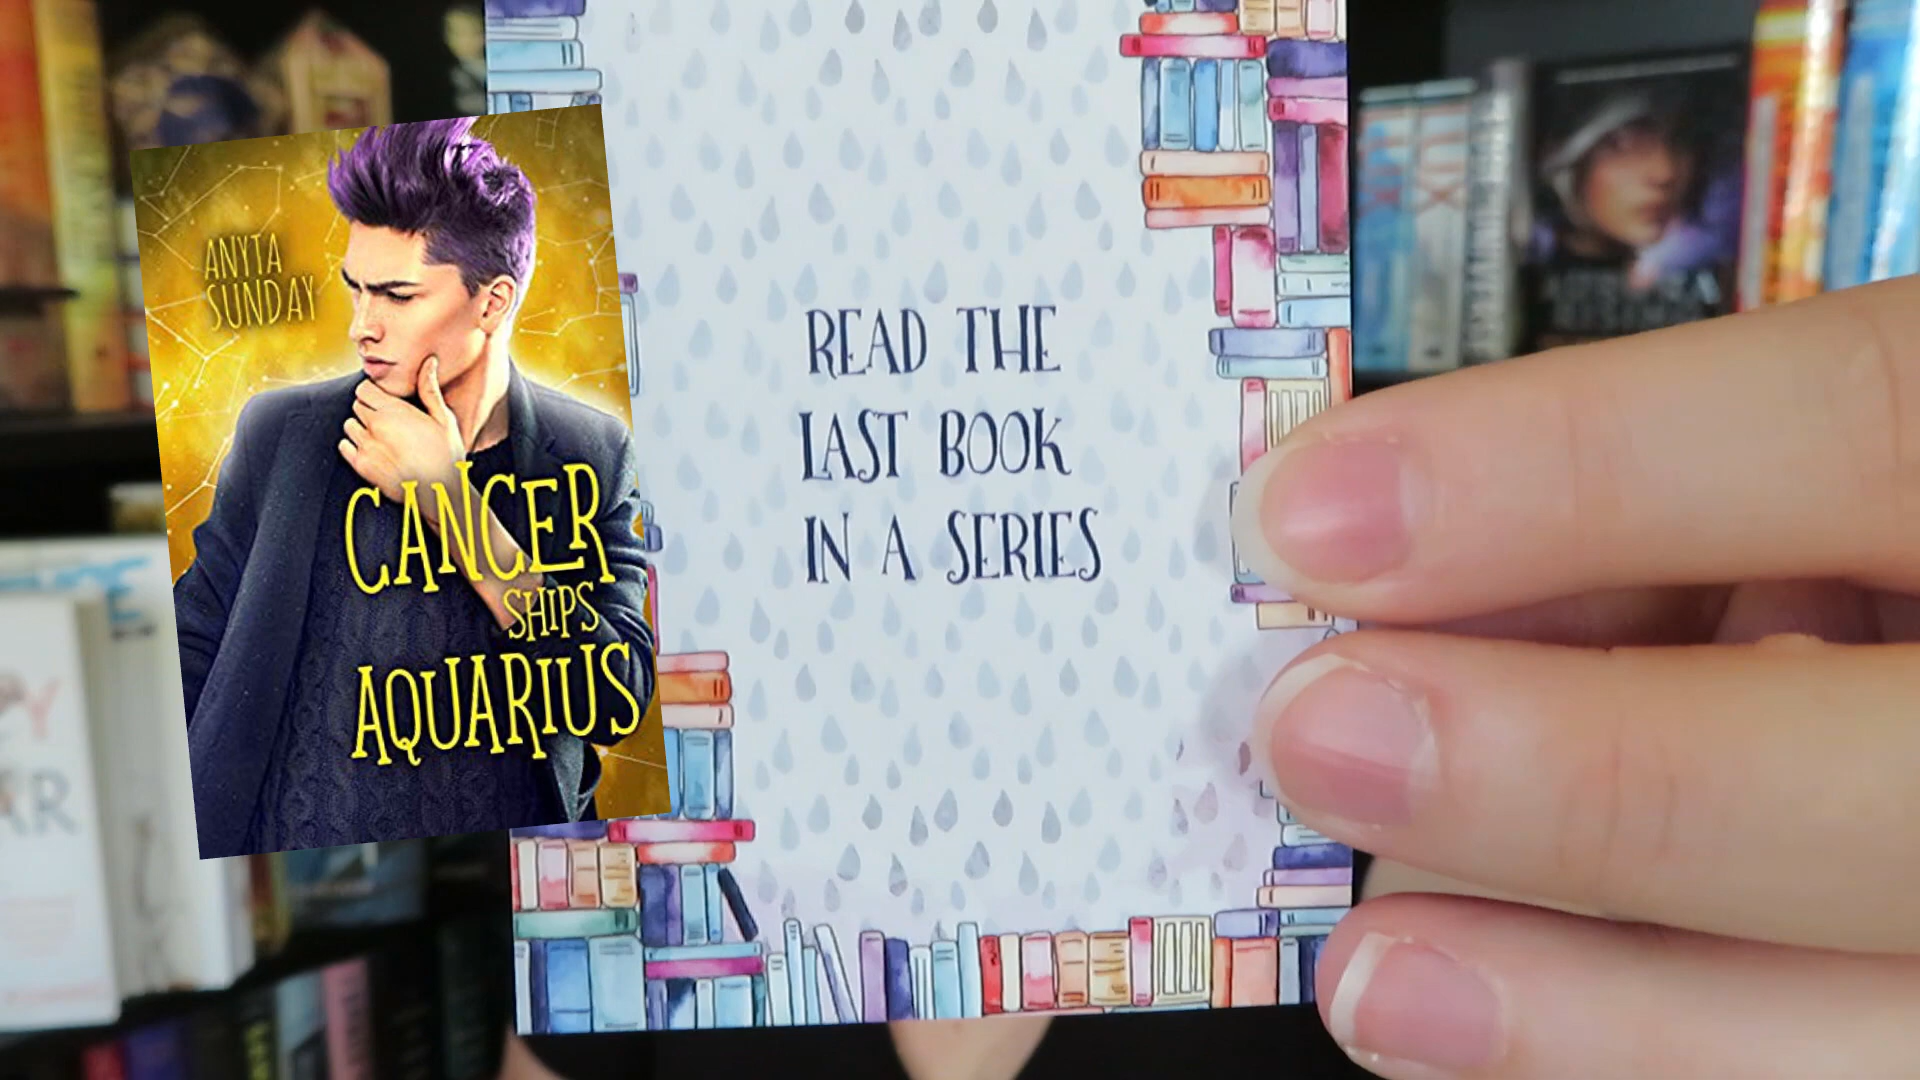 ANYTA
SUNDAY
CANCER
SHIPS
AQUARIUS
READ THE
LAST BOOK
IN A SERIES